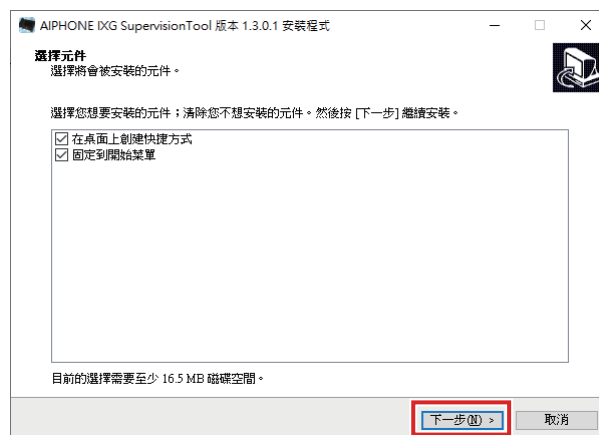 AIPHONE IXG SupervisionTool 版本 1.3.0.1 安裝程式
選擇元件
選擇將會被安裝的元件。
選擇您想要安裝的元件；清除您不想安裝的元件。然後按 [下一步] 繼續安裝。
在桌面上創建快捷方式
固定到開始菜單
目前的選擇需要至少 16.5 MB 磁碟空間。
下一步(N) >
取消